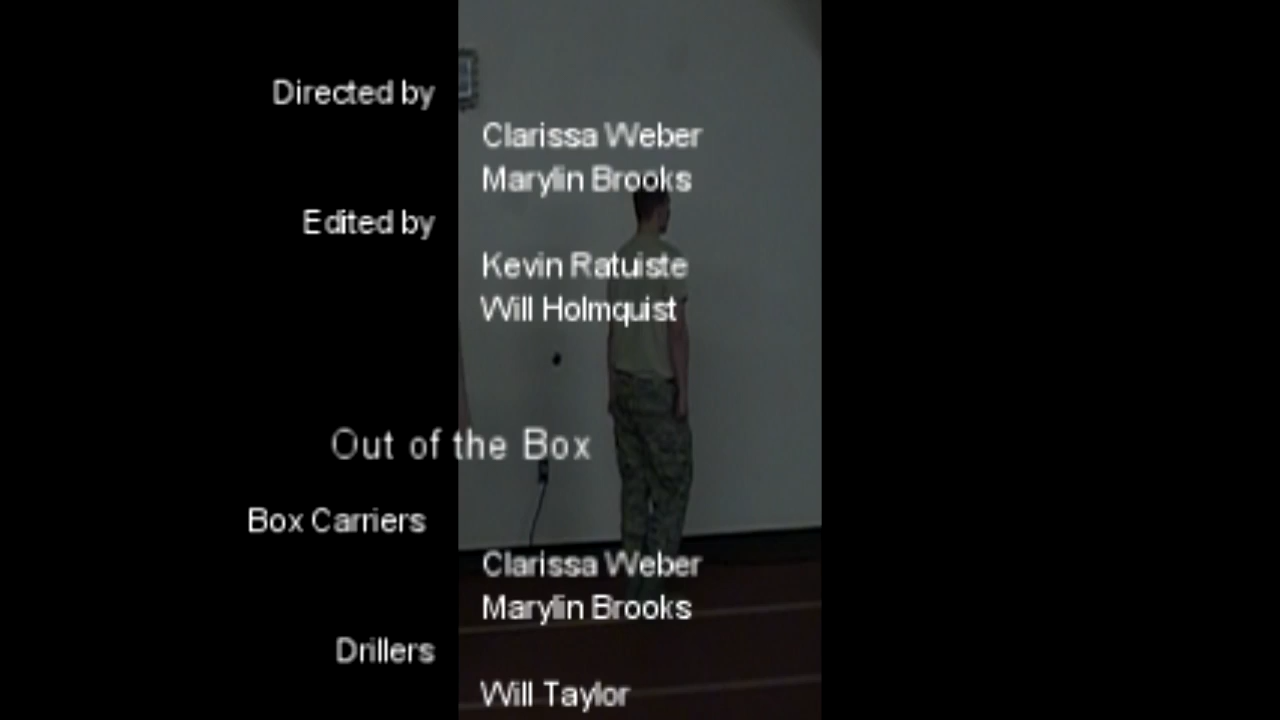 Directed by
Clarissa Weber
Marylin Brooks
Edited by
Kevin Ratuiste
Will Holmquist
Out of the Box
Box Carriers
Clarissa Weber
Marylin Brooks
Drillers
Will Taylor